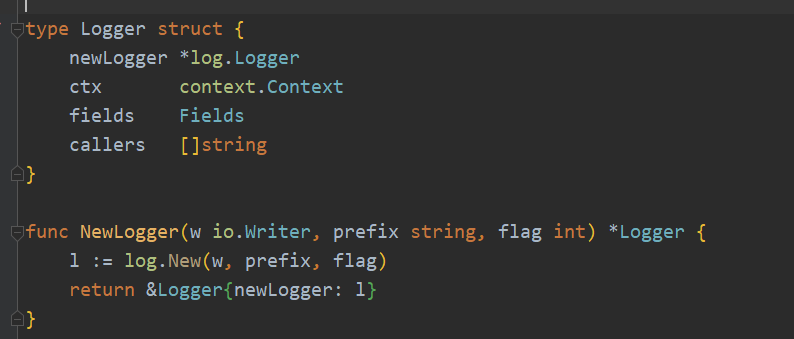 type Logger struct {
    newLogger *log.Logger
    ctx       context.Context
    fields    Fields
    callers   []string
}

func NewLogger(w io.Writer, prefix string, flag int) *Logger {
    l := log.New(w, prefix, flag)
    return &Logger{newLogger: l}
}